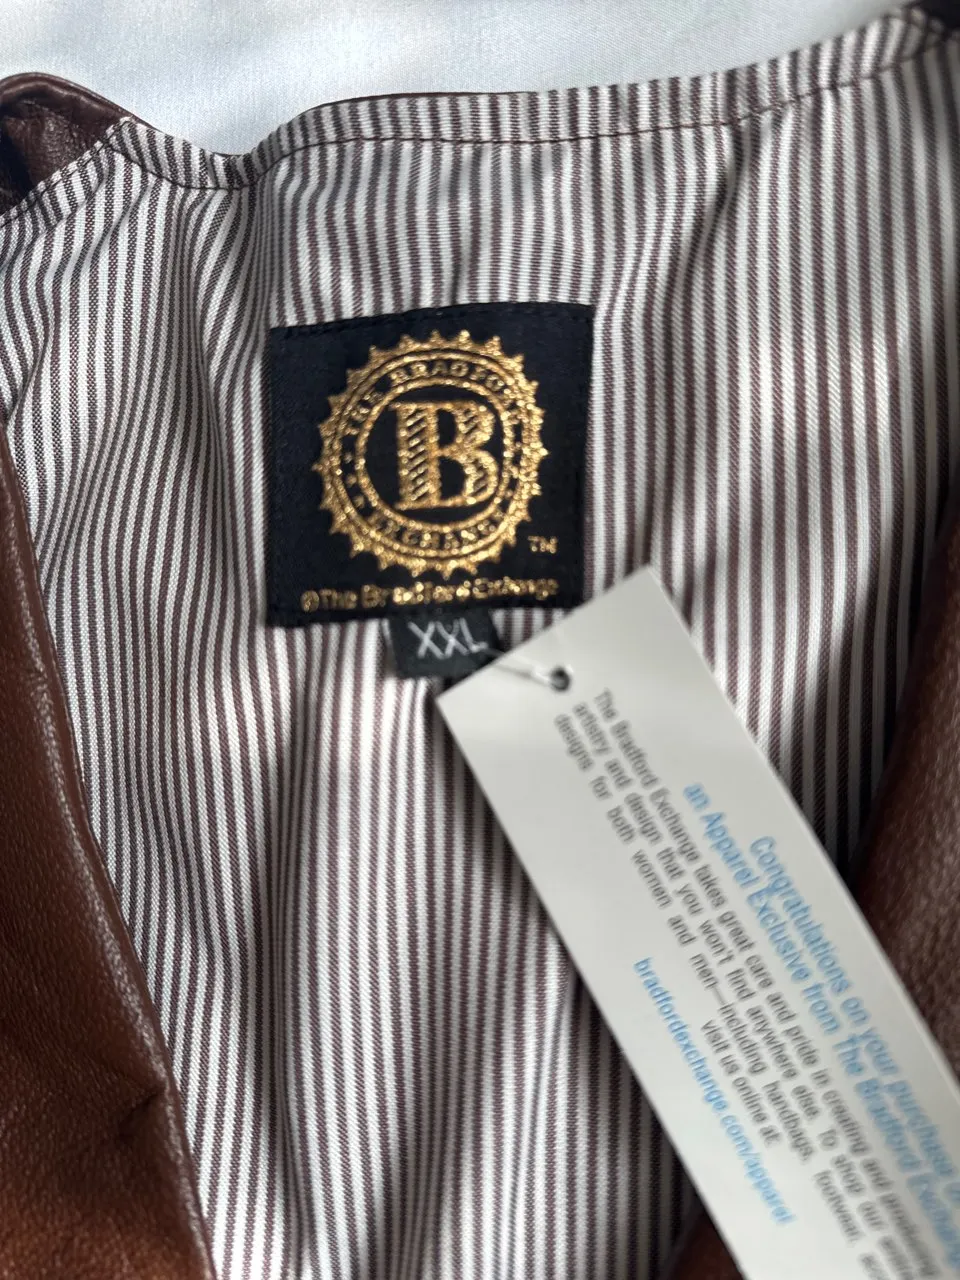 THE BRADFORD
B
EXCHANGE
TM
©The Bradford Exchange
XXL
Congratulations on your purchase
an Apparel Exclusive from The Bradford Exchange
The Bradford Exchange takes great care and pride in creating and
artistry and design that you won't find anywhere else. To shop our
designs for both women and men—including handbags, footwear,
visit us online at
bradfordexchange.com/apparel